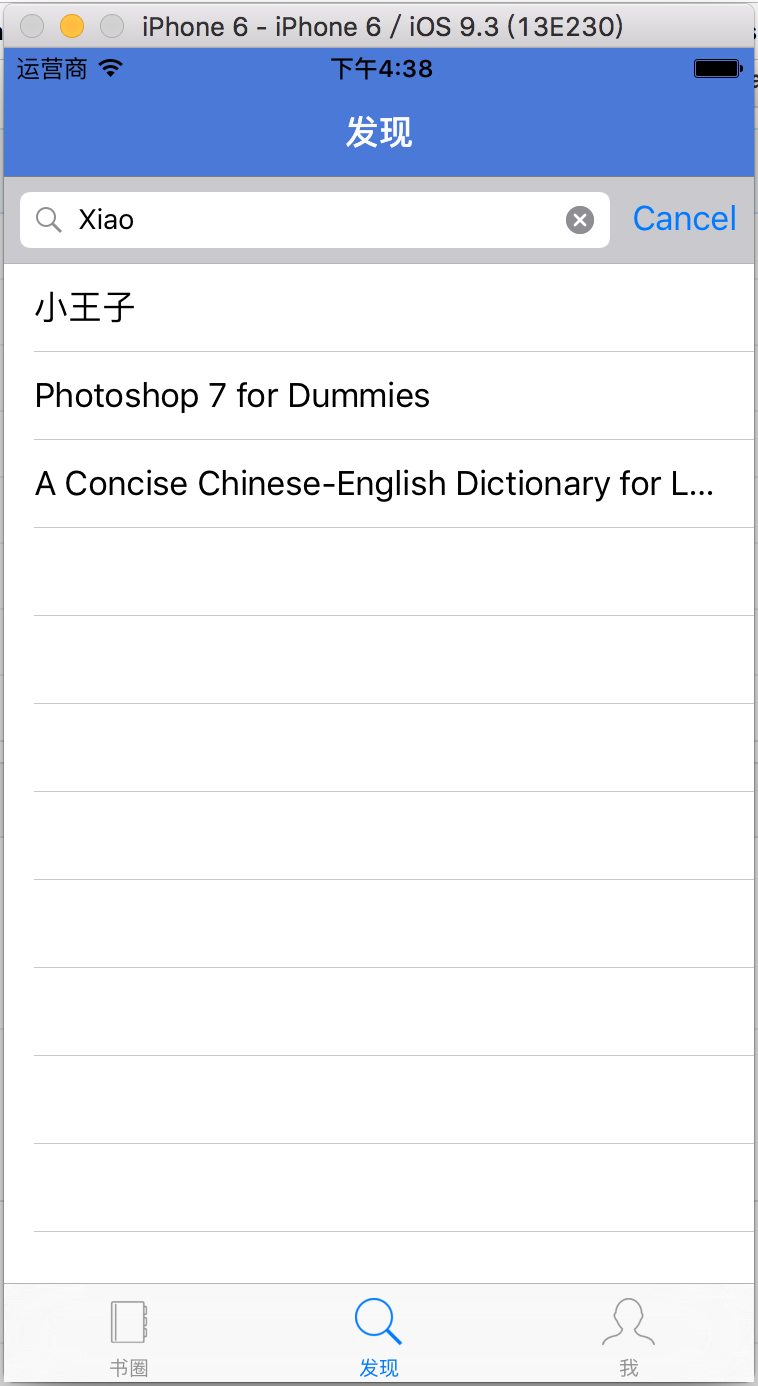 iPhone 6 - iPhone 6 / iOS 9.3 (13E230)
运营商 下午4:38
发现
Xiao Cancel
小王子
Photoshop 7 for Dummies
A Concise Chinese-English Dictionary for L...
书圈 发现 我